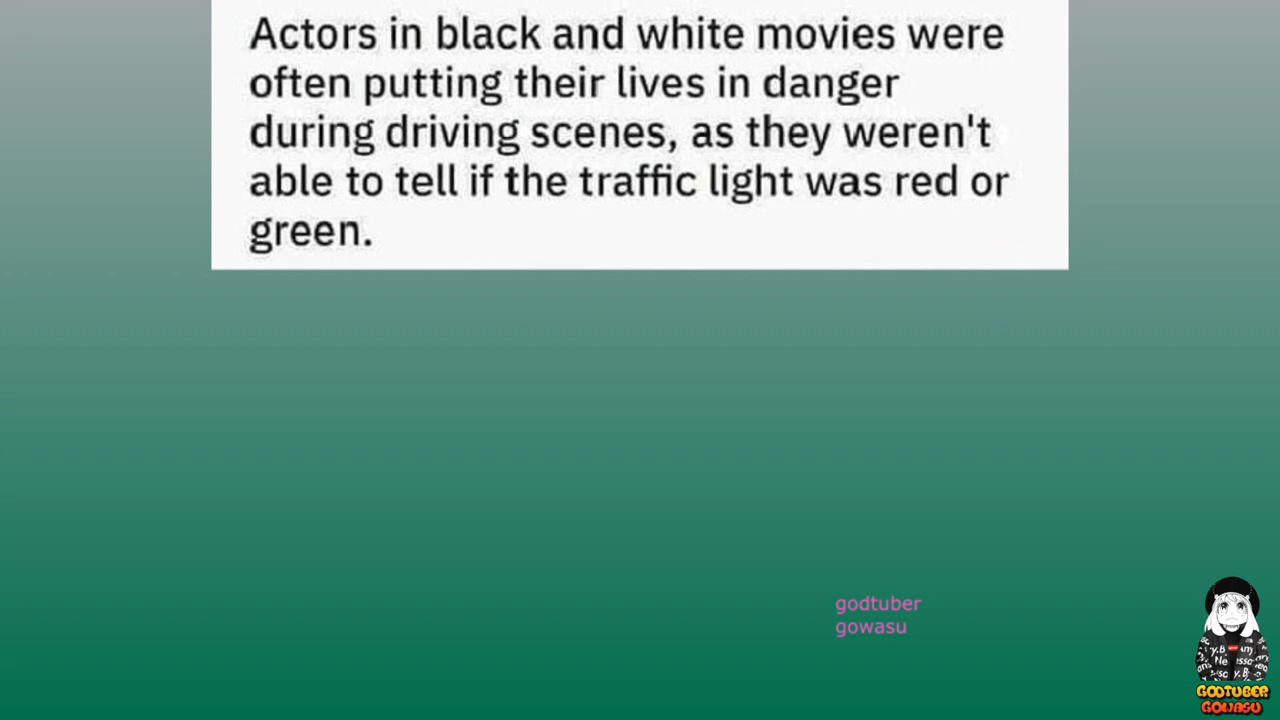 Actors in black and white movies were
often putting their lives in danger
during driving scenes, as they weren't
able to tell if the traffic light was red or
green.
godtuber
gowasu
GODTUBER
GOWASU